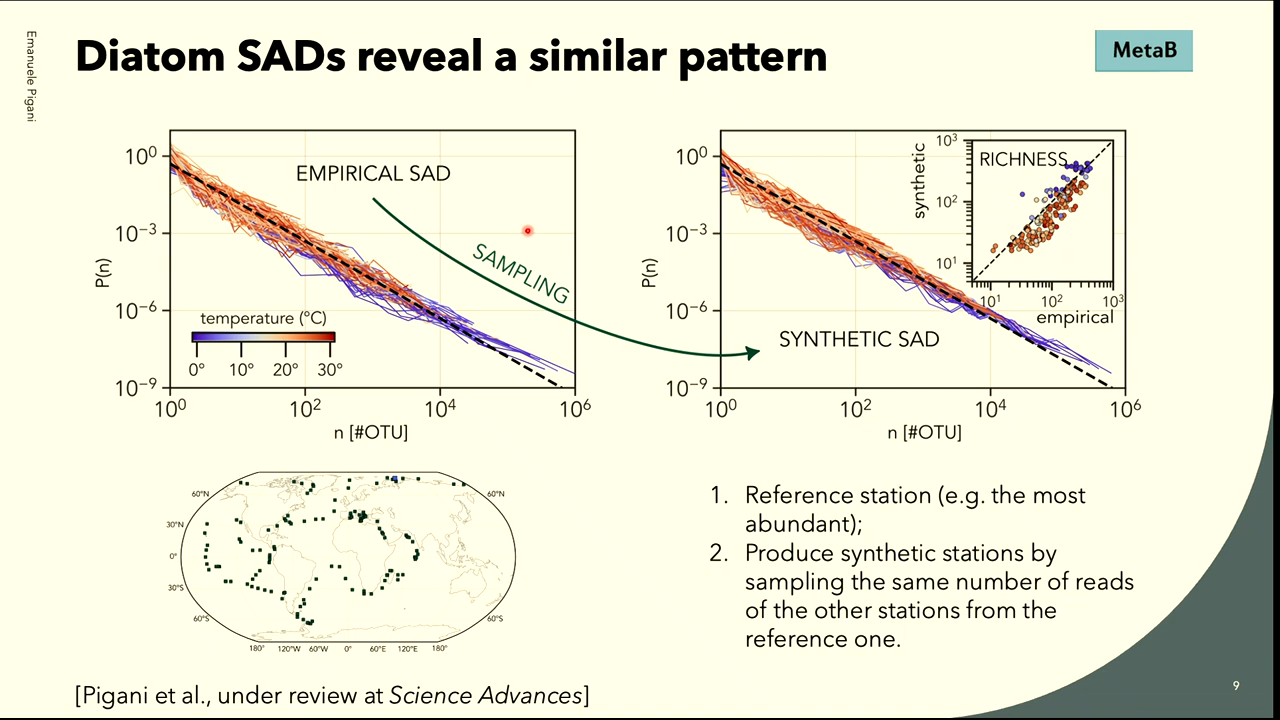 Emanuele Pigani
Diatom SADs reveal a similar pattern
MetaB
EMPIRICAL SAD
SAMPLING
10⁰
10⁻³
10⁻⁶
10⁻⁹
P(n)
temperature (°C)
0° 10° 20° 30°
10⁰ 10² 10⁴ 10⁶
n [#OTU]
10⁰
10⁻³
10⁻⁶
10⁻⁹
P(n)
SYNTHETIC SAD
10⁰ 10² 10⁴ 10⁶
n [#OTU]
RICHNESS
synthetic
10³
10²
10¹
10¹ 10² 10³
empirical
60°N 60°N
30°N
0°
30°S
60°S 60°S
180° 120°W 60°W 0° 60°E 120°E 180°
1. Reference station (e.g. the most
abundant);
2. Produce synthetic stations by
sampling the same number of reads
of the other stations from the
reference one.
[Pigani et al., under review at Science Advances]
9